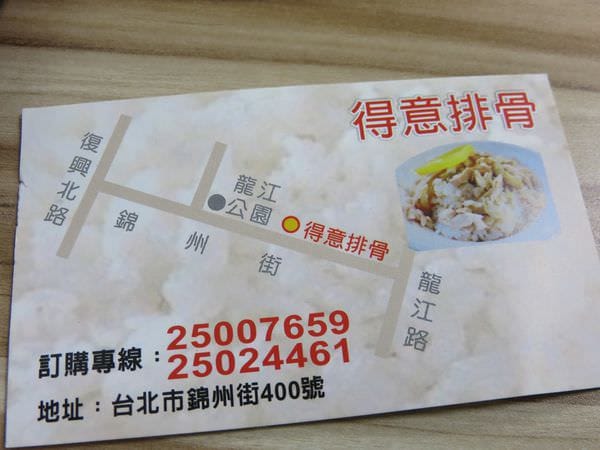 得意排骨
復興北路
龍江
公園
得意排骨
錦州街
龍江路
訂購專線：25007659
25024461
地址：台北市錦州街400號